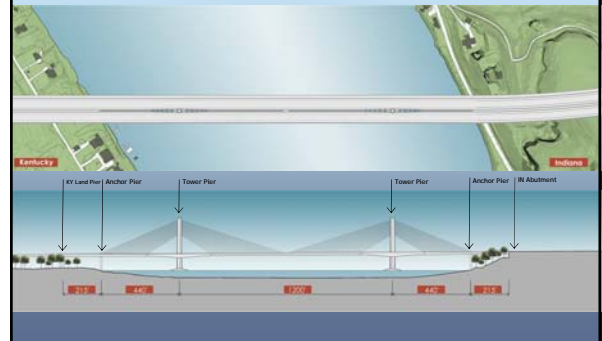 Kentucky
Indiana
KY Land Pier
Anchor Pier
Tower Pier
Tower Pier
Anchor Pier
IN Abutment
215'
440'
1200'
440'
215'